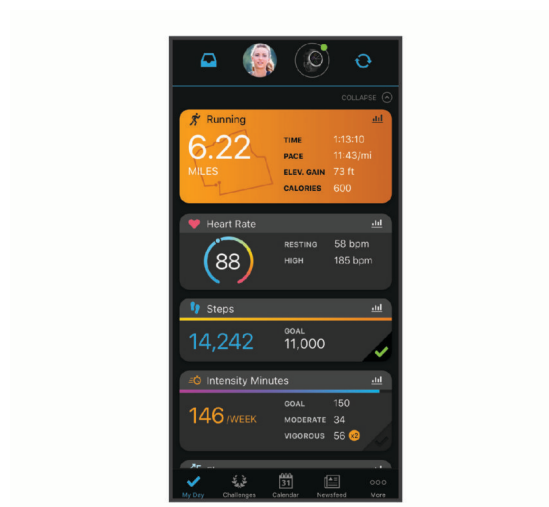 COLLAPSE
Running
6.22
MILES
TIME 1:13:10
PACE 11:43/mi
ELEV. GAIN 73 ft
CALORIES 600
Heart Rate
88
RESTING 58 bpm
HIGH 185 bpm
Steps
14,242
GOAL
11,000
Intensity Minutes
146 /WEEK
GOAL 150
MODERATE 34
VIGOROUS 56 x2
31
My Day Challenges Calendar Newsfeed More